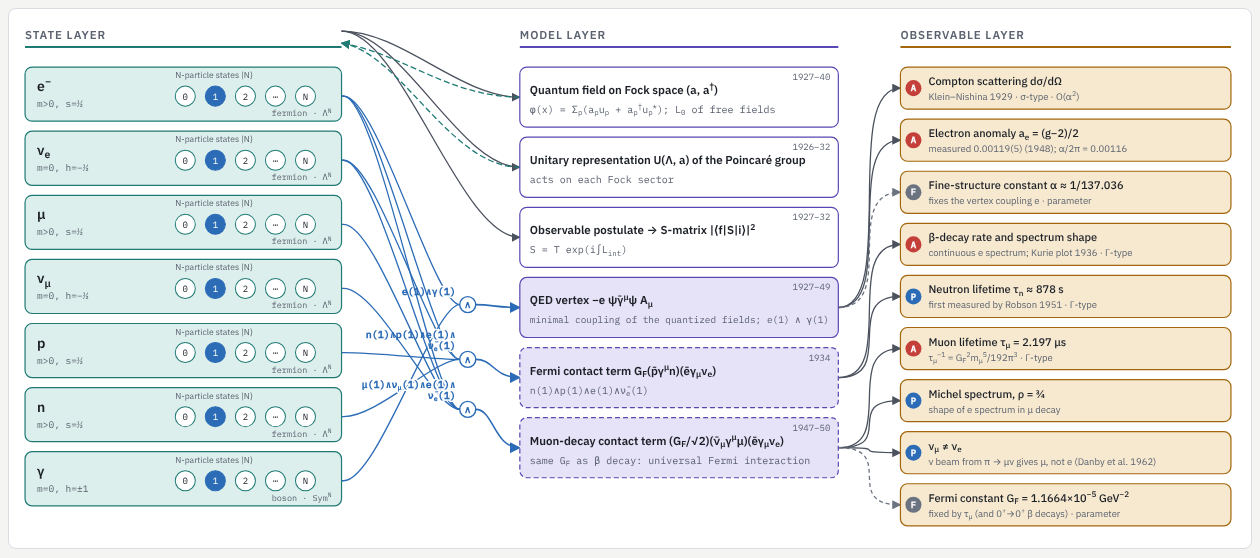 STATE LAYER
e⁻
m>0, s=½
N-particle states (N)
0 1 2 ⋯ N
fermion · Λᴺ
νₑ
m=0, h=−½
N-particle states (N)
0 1 2 ⋯ N
fermion · Λᴺ
μ
m>0, s=½
N-particle states (N)
0 1 2 ⋯ N
fermion · Λᴺ
ν_μ
m=0, h=−½
N-particle states (N)
0 1 2 ⋯ N
fermion · Λᴺ
p
m>0, s=½
N-particle states (N)
0 1 2 ⋯ N
fermion · Λᴺ
n
m>0, s=½
N-particle states (N)
0 1 2 ⋯ N
fermion · Λᴺ
γ
m=0, h=±1
N-particle states (N)
0 1 2 ⋯ N
boson · Symᴺ
e(1)∧γ(1)
∧
n(1)∧p(1)∧e(1)∧
ν̄ₑ(1)
∧
μ(1)∧ν_μ(1)∧e(1)∧
ν̄ₑ(1)
∧
MODEL LAYER
1927–40
Quantum field on Fock space (a, a†)
φ(x) = Σₚ(aₚuₚ + aₚ†uₚ*); L₀ of free fields
1926–32
Unitary representation U(Λ, a) of the Poincaré group
acts on each Fock sector
1927–32
Observable postulate → S-matrix |⟨f|S|i⟩|²
S = T exp(i∫L_int)
1927–49
QED vertex −e ψ̄γ^μψ A_μ
minimal coupling of the quantized fields; e(1) ∧ γ(1)
1934
Fermi contact term G_F(p̄γ^μn)(ēγ_μνₑ)
n(1)∧p(1)∧e(1)∧ν̄ₑ(1)
1947–50
Muon-decay contact term (G_F/√2)(ν̄_μγ^μμ)(ēγ_μνₑ)
same G_F as β decay: universal Fermi interaction
OBSERVABLE LAYER
A
Compton scattering dσ/dΩ
Klein–Nishina 1929 · σ-type · O(α²)
A
Electron anomaly aₑ = (g−2)/2
measured 0.00119(5) (1948); α/2π = 0.00116
F
Fine-structure constant α ≈ 1/137.036
fixes the vertex coupling e · parameter
A
β-decay rate and spectrum shape
continuous e spectrum; Kurie plot 1936 · Γ-type
P
Neutron lifetime τₙ ≈ 878 s
first measured by Robson 1951 · Γ-type
A
Muon lifetime τ_μ = 2.197 μs
τ_μ⁻¹ = G_F²m_μ⁵/192π³ · Γ-type
P
Michel spectrum, ρ = ¾
shape of e spectrum in μ decay
P
ν_μ ≠ νₑ
ν beam from π → μν gives μ, not e (Danby et al. 1962)
F
Fermi constant G_F = 1.1664×10⁻⁵ GeV⁻²
fixed by τ_μ (and 0⁺→0⁺ β decays) · parameter